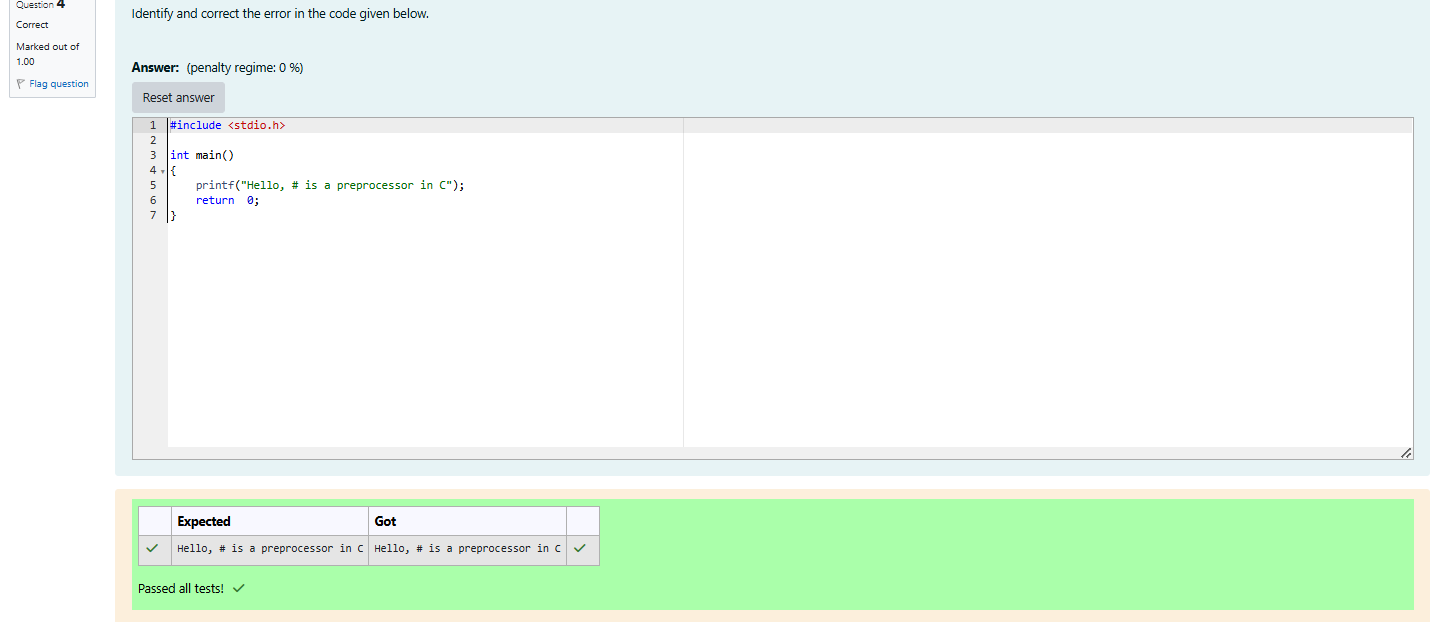 Question 4
Correct
Marked out of
1.00
Flag question
Identify and correct the error in the code given below.
Answer: (penalty regime: 0 %)
Reset answer
1 #include <stdio.h>
2
3 int main()
4 {
5     printf("Hello, # is a preprocessor in C");
6     return  0;
7 }
Expected Got
Hello, # is a preprocessor in C Hello, # is a preprocessor in C
Passed all tests!